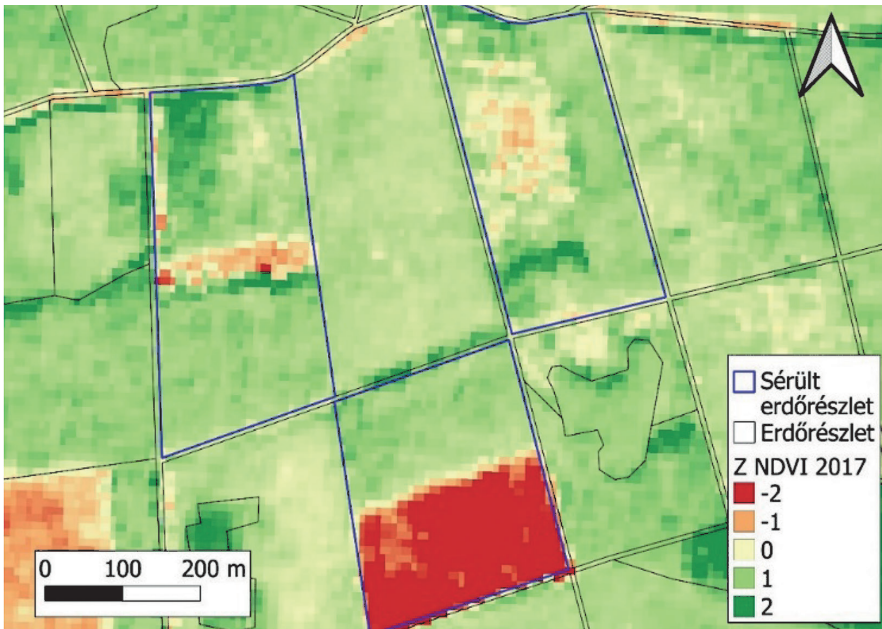 Sérült
erdőrészlet
Erdőrészlet
Z NDVI 2017
-2
-1
0
1
2
0 100 200 m